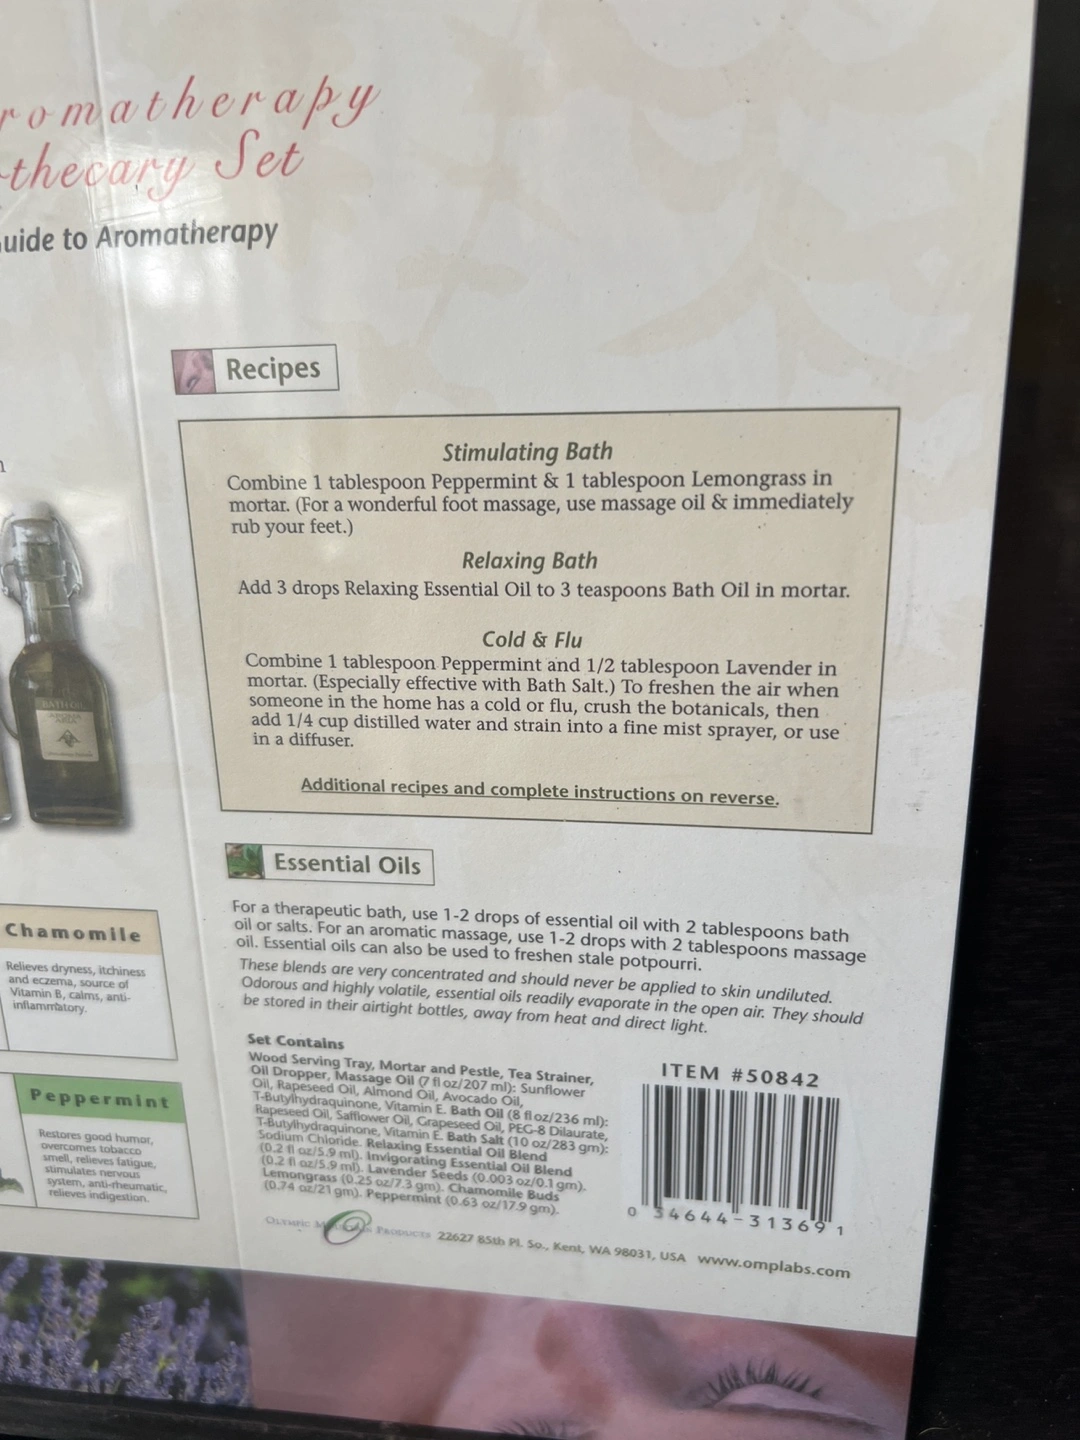 romatherapy
thecary Set
uide to Aromatherapy
Recipes
Stimulating Bath
Combine 1 tablespoon Peppermint & 1 tablespoon Lemongrass in
mortar. (For a wonderful foot massage, use massage oil & immediately
rub your feet.)
Relaxing Bath
Add 3 drops Relaxing Essential Oil to 3 teaspoons Bath Oil in mortar.
Cold & Flu
Combine 1 tablespoon Peppermint and 1/2 tablespoon Lavender in
mortar. (Especially effective with Bath Salt.) To freshen the air when
someone in the home has a cold or flu, crush the botanicals, then
add 1/4 cup distilled water and strain into a fine mist sprayer, or use
in a diffuser.
Additional recipes and complete instructions on reverse.
BATH OIL
Essential Oils
For a therapeutic bath, use 1-2 drops of essential oil with 2 tablespoons bath
oil or salts. For an aromatic massage, use 1-2 drops with 2 tablespoons massage
oil. Essential oils can also be used to freshen stale potpourri.
These blends are very concentrated and should never be applied to skin undiluted.
Odorous and highly volatile, essential oils readily evaporate in the open air. They should
be stored in their airtight bottles, away from heat and direct light.
Chamomile
Relieves dryness, itchiness
and eczema, source of
Vitamin B, calms, anti-
inflammatory.
Peppermint
Restores good humor,
overcomes tobacco
smell, relieves fatigue,
stimulates nervous
system, anti-rheumatic,
relieves indigestion.
Set Contains
Wood Serving Tray, Mortar and Pestle, Tea Strainer,
Oil Dropper, Massage Oil (7 fl oz/207 ml): Sunflower
Oil, Rapeseed Oil, Almond Oil, Avocado Oil,
T-Butylhydraquinone, Vitamin E. Bath Oil (8 fl oz/236 ml):
Rapeseed Oil, Safflower Oil, Grapeseed Oil, PEG-8 Dilaurate,
T-Butylhydraquinone, Vitamin E. Bath Salt (10 oz/283 gm):
Sodium Chloride. Relaxing Essential Oil Blend
(0.2 fl oz/5.9 ml). Invigorating Essential Oil Blend
(0.2 fl oz/5.9 ml). Lavender Seeds (0.003 oz/0.1 gm).
Lemongrass (0.25 oz/7.3 gm). Chamomile Buds
(0.74 oz/21 gm). Peppermint (0.63 oz/17.9 gm).
ITEM #50842
0 34644-31369 1
Olympic Mountain Products 22627 85th Pl. So., Kent, WA 98031, USA www.omplabs.com